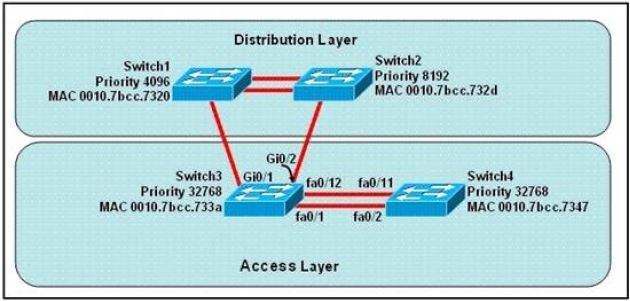 Distribution Layer
Switch1
Priority 4096
MAC 0010.7bcc.7320
Switch2
Priority 8192
MAC 0010.7bcc.732d
Switch3
Priority 32768
MAC 0010.7bcc.733a
Gi0/1
Gi0/2
fa0/12
fa0/11
fa0/1
fa0/2
Switch4
Priority 32768
MAC 0010.7bcc.7347
Access Layer